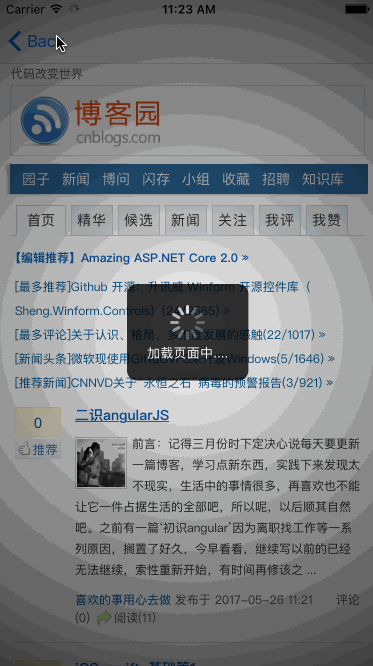 Carrier 11:23 AM
Back
代码改变世界
博客园
cnblogs.com
园子 新闻 博问 闪存 小组 收藏 招聘 知识库
首页 精华 候选 新闻 关注 我评 我赞
【编辑推荐】Amazing ASP.NET Core 2.0 »
[最多推荐]Github 开源: 升讯威 Winform 开源控件库(
Sheng.Winform.Controls)
[最多评论]关于认识、格局、多 发展的感触(22/1017) »
[新闻头条]微软现使用 开发Windows(5/1646) »
[推荐新闻]CNNVD关于“永恒之石”病毒的预警报告(3/921) »
加载页面中....
0
推荐
二识angularJS
前言：记得三月份时下定决心说每天要更新
一篇博客，学习点新东西，实践下来发现太
不现实，生活中的事情很多，再喜欢也不能
让它一件占据生活的全部吧，所以呢，以后顺其自然
吧。之前有一篇‘初识angular’因为离职找工作等一系
列原因，搁置了好久，今早看看，继续写以前的已经
无法继续，索性重新开始，有时间再修该之 ...
喜欢的事用心去做 发布于 2017-05-26 11:21 评论
(0) 阅读(11)